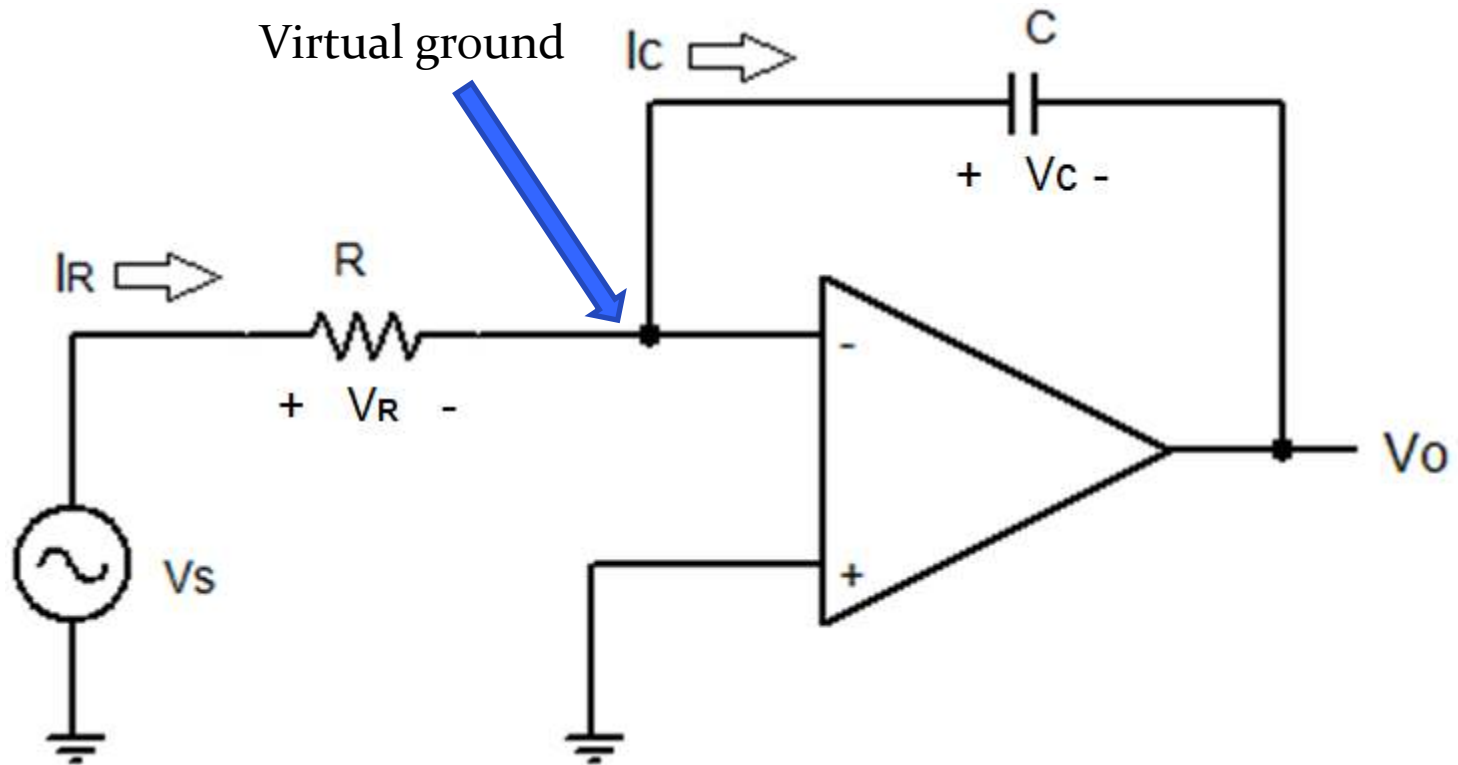 Virtual ground
IC
C
+ Vc -
IR
R
+ VR -
-
+
Vs
Vo